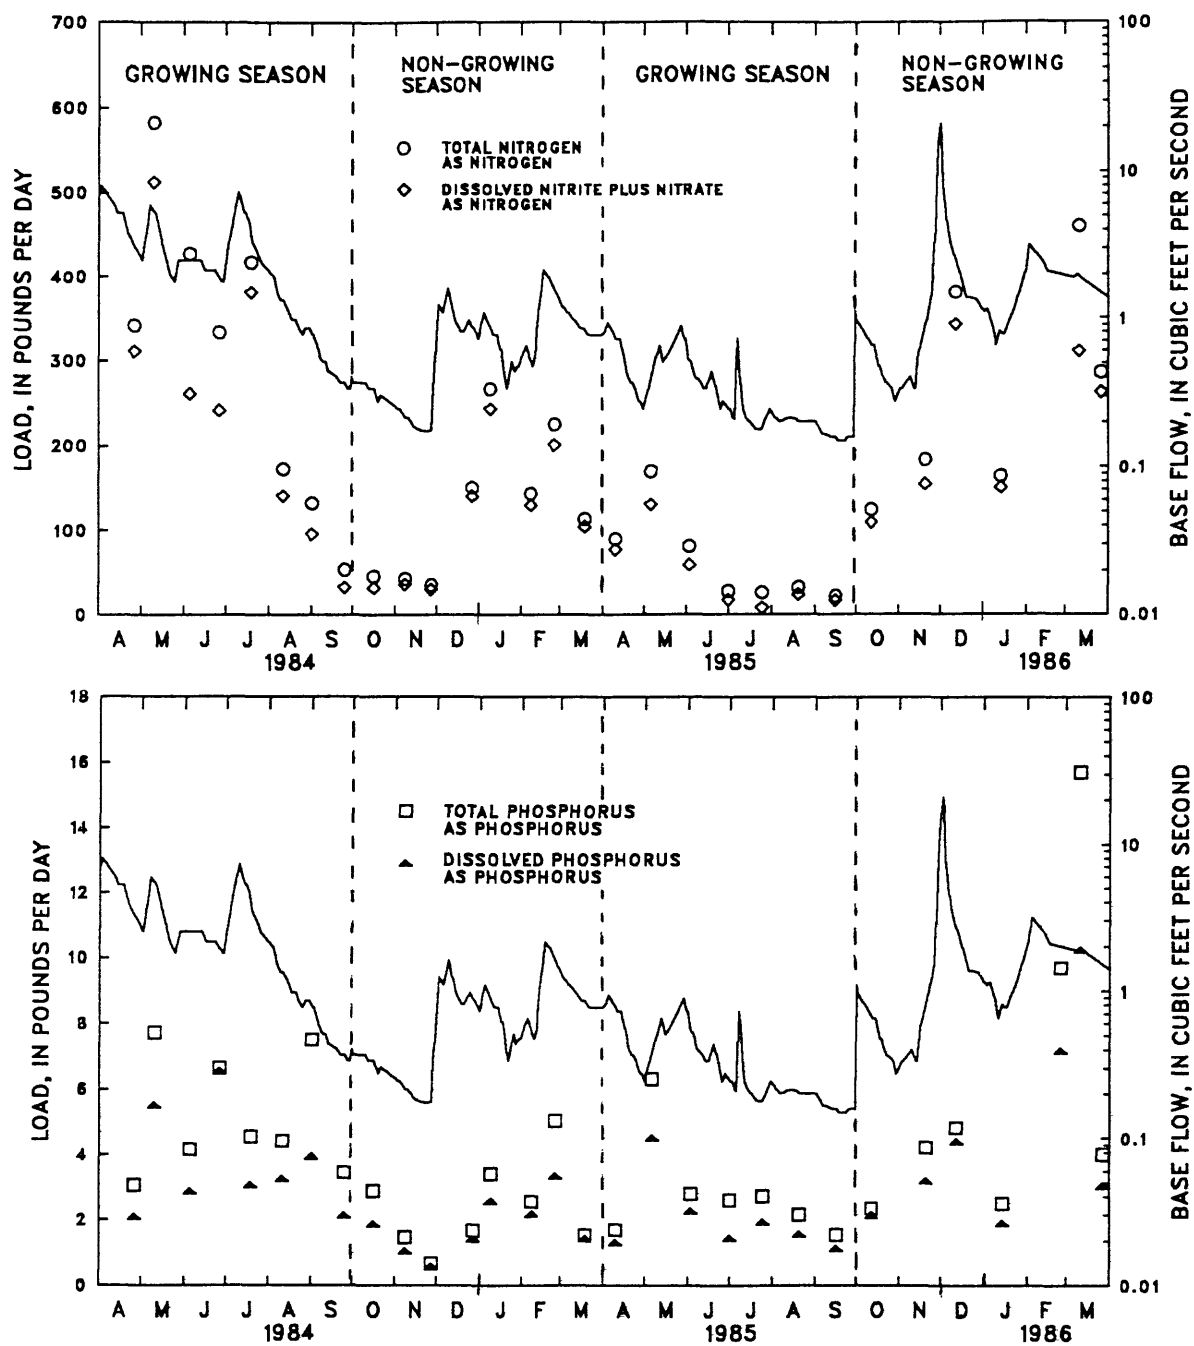 700
600
500
400
300
200
100
0
LOAD, IN POUNDS PER DAY
GROWING SEASON
NON-GROWING
SEASON
GROWING SEASON
NON-GROWING
SEASON
TOTAL NITROGEN
AS NITROGEN
DISSOLVED NITRITE PLUS NITRATE
AS NITROGEN
100
10
1
0.1
0.01
BASE FLOW, IN CUBIC FEET PER SECOND
A M J J A S O N D J F M A M J J A S O N D J F M
1984 1985 1986
18
16
14
12
10
8
6
4
2
0
LOAD, IN POUNDS PER DAY
TOTAL PHOSPHORUS
AS PHOSPHORUS
DISSOLVED PHOSPHORUS
AS PHOSPHORUS
100
10
1
0.1
0.01
BASE FLOW, IN CUBIC FEET PER SECOND
A M J J A S O N D J F M A M J J A S O N D J F M
1984 1985 1986